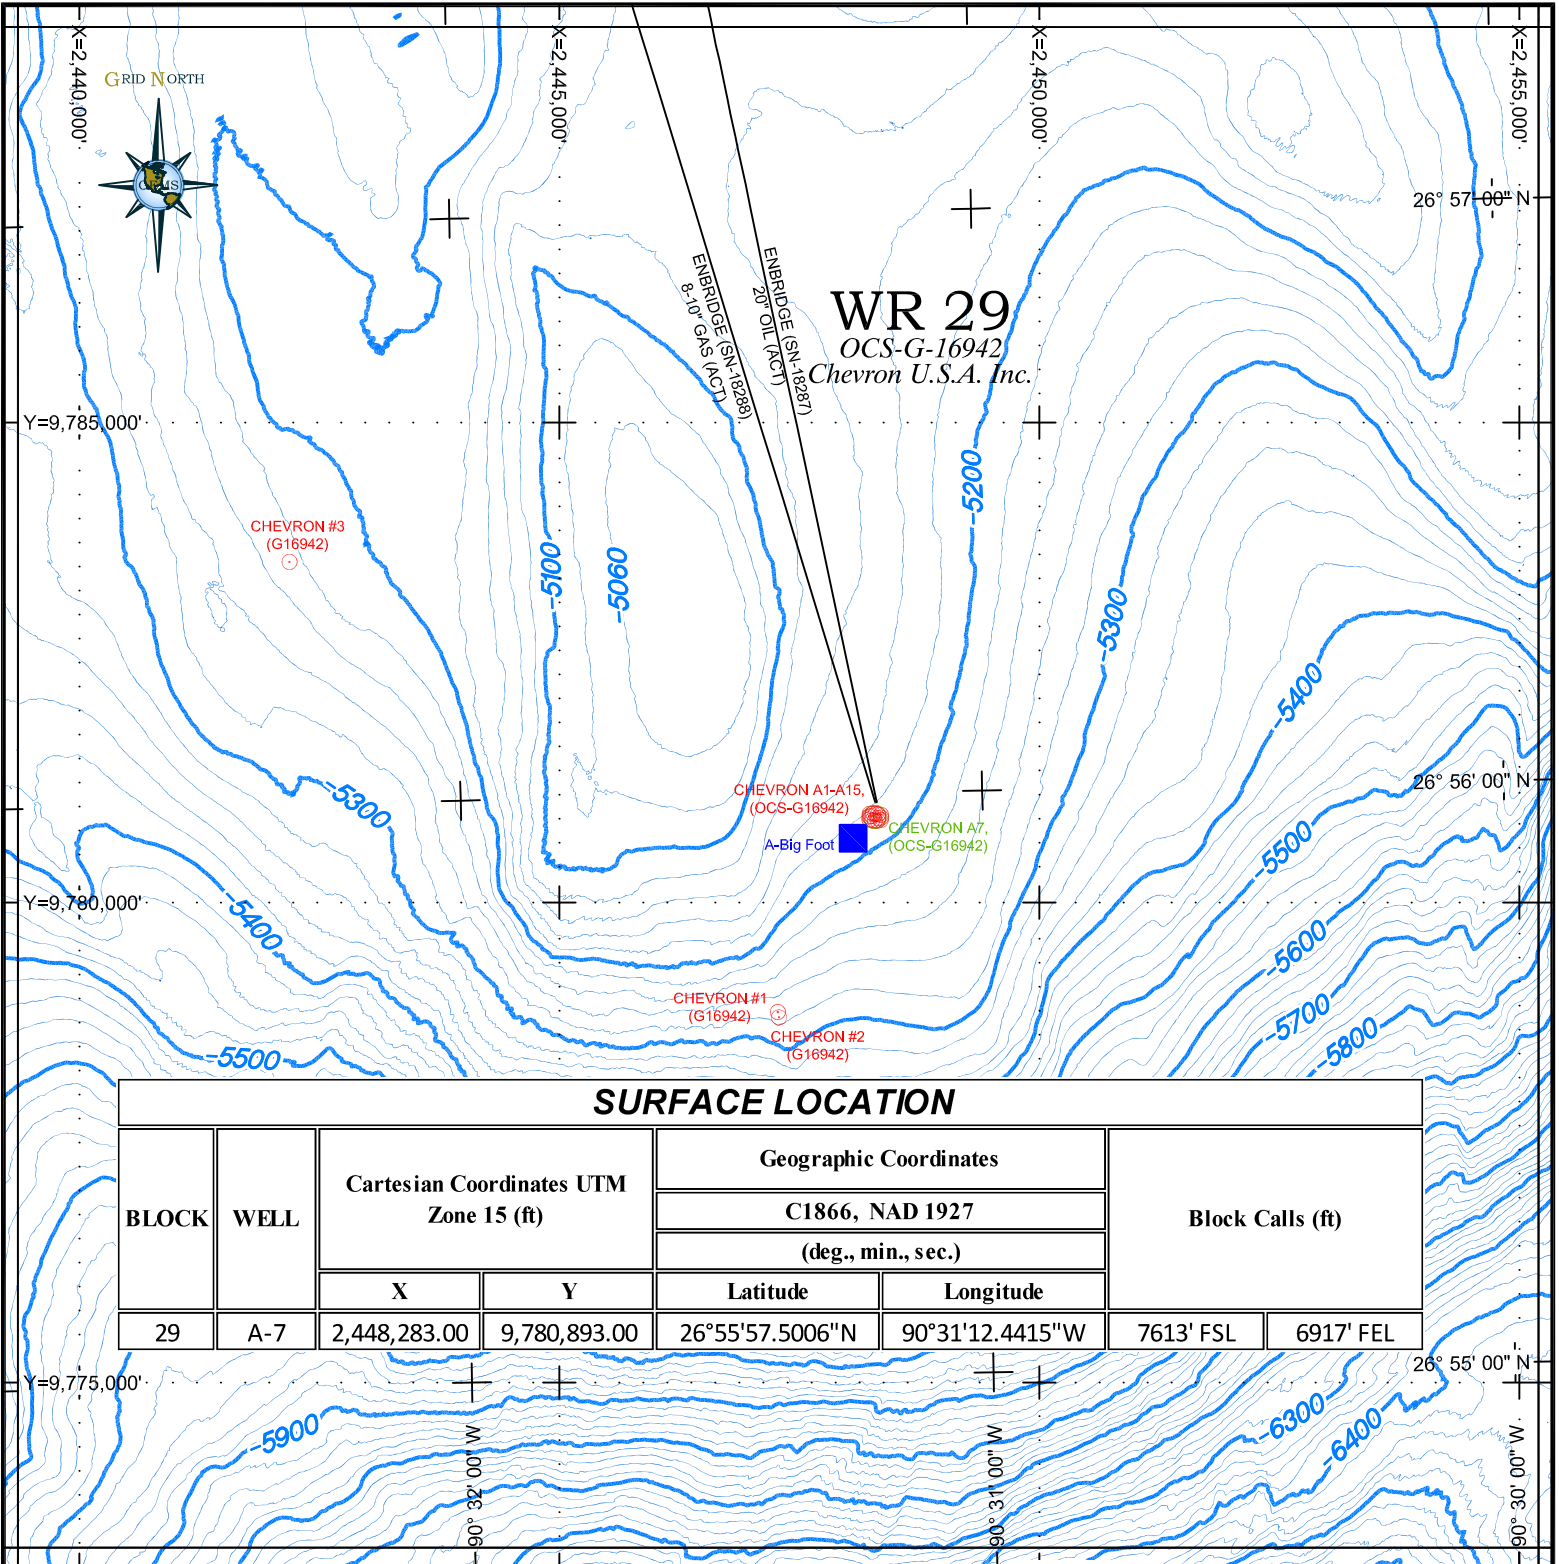 X=2,440,000'
X=2,445,000'
X=2,450,000'
X=2,455,000'
GRID NORTH
26° 57' 00" N
ENBRIDGE (SN-18288)
8-10" GAS (ACT)
ENBRIDGE (SN-18287)
20" OIL (ACT)
WR 29
OCS-G-16942
Chevron U.S.A. Inc.
Y=9,785,000'
-5200
CHEVRON #3
(G16942)
-5100
-5060
-5300
-5400
26° 56' 00" N
CHEVRON A1-A15,
(OCS-G16942)
-5300
CHEVRON A7,
(OCS-G16942)
A-Big Foot
-5500
Y=9,780,000'
-5400
-5600
CHEVRON #1
(G16942)
-5700
CHEVRON #2
(G16942)
-5800
-5500
SURFACE LOCATION
BLOCK
WELL
Cartesian Coordinates UTM
Zone 15 (ft)
Geographic Coordinates
C1866, NAD 1927
(deg., min., sec.)
Block Calls (ft)
X
Y
Latitude
Longitude
29
A-7
2,448,283.00
9,780,893.00
26°55'57.5006"N
90°31'12.4415"W
7613' FSL
6917' FEL
26° 55' 00" N
Y=9,775,000'
-5900
-6300
-6400
90° 32' 00" W
90° 31' 00" W
90° 30' 00" W